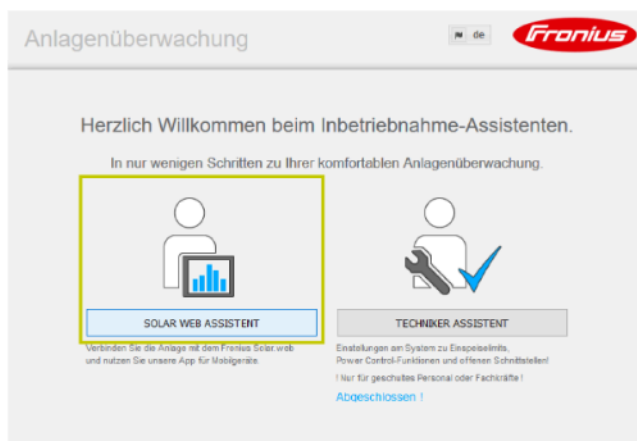 Anlagenüberwachung
de
Fronius
Herzlich Willkommen beim Inbetriebnahme-Assistenten.
In nur wenigen Schritten zu Ihrer komfortablen Anlagenüberwachung.
SOLAR WEB ASSISTENT
Verbinden Sie die Anlage mit dem Fronius Solar.web
und nutzen Sie unsere App für Mobilgeräte.
TECHNIKER ASSISTENT
Einstellungen am System zu Einspeiselimits,
Power Control-Funktionen und offenen Schnittstellen!
! Nur für geschultes Personal oder Fachkräfte !
Abgeschlossen !